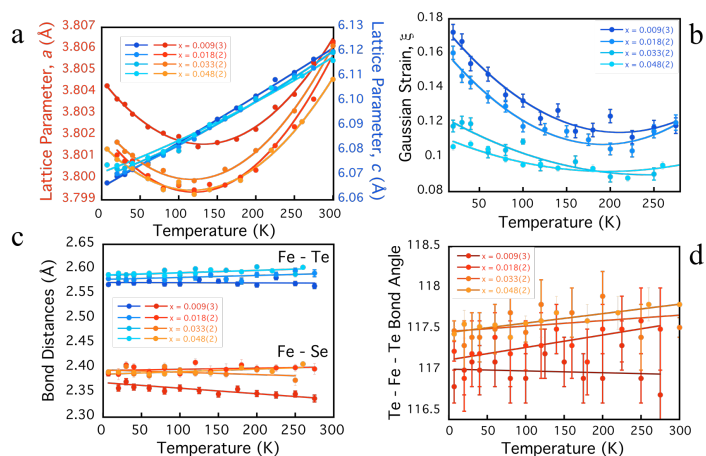 a
3.807
3.806
3.805
3.804
3.803
3.802
3.801
3.800
3.799
Lattice Parameter, a (Å)
x = 0.009(3)
x = 0.018(2)
x = 0.033(2)
x = 0.048(2)
6.13
6.12
6.11
6.10
6.09
6.08
6.07
6.06
Lattice Parameter, c (Å)
0 50 100 150 200 250 300
Temperature (K)
b
0.18
0.16
0.14
0.12
0.1
0.08
Gaussian Strain, ξ
x = 0.009(3)
x = 0.018(2)
x = 0.033(2)
x = 0.048(2)
0 50 100 150 200 250
Temperature (K)
c
2.65
2.60
2.55
2.50
2.45
2.40
2.35
2.30
Bond Distances (Å)
Fe - Te
x = 0.009(3)
x = 0.018(2)
x = 0.033(2)
x = 0.048(2)
Fe - Se
0 50 100 150 200 250 300
Temperature (K)
d
118.5
118
117.5
117
116.5
Te - Fe - Te Bond Angle
x = 0.009(3)
x = 0.018(2)
x = 0.033(2)
x = 0.048(2)
0 50 100 150 200 250 300
Temperature (K)